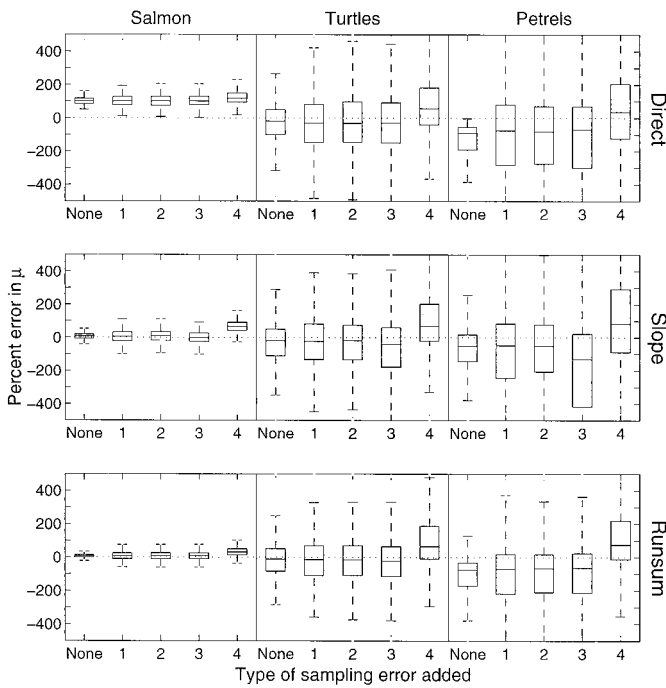 Salmon Turtles Petrels
400
200
0
−200
−400
None 1 2 3 4 None 1 2 3 4 None 1 2 3 4
Direct
400
200
0
−200
−400
None 1 2 3 4 None 1 2 3 4 None 1 2 3 4
Slope
Percent error in μ
400
200
0
−200
−400
None 1 2 3 4 None 1 2 3 4 None 1 2 3 4
Runsum
Type of sampling error added